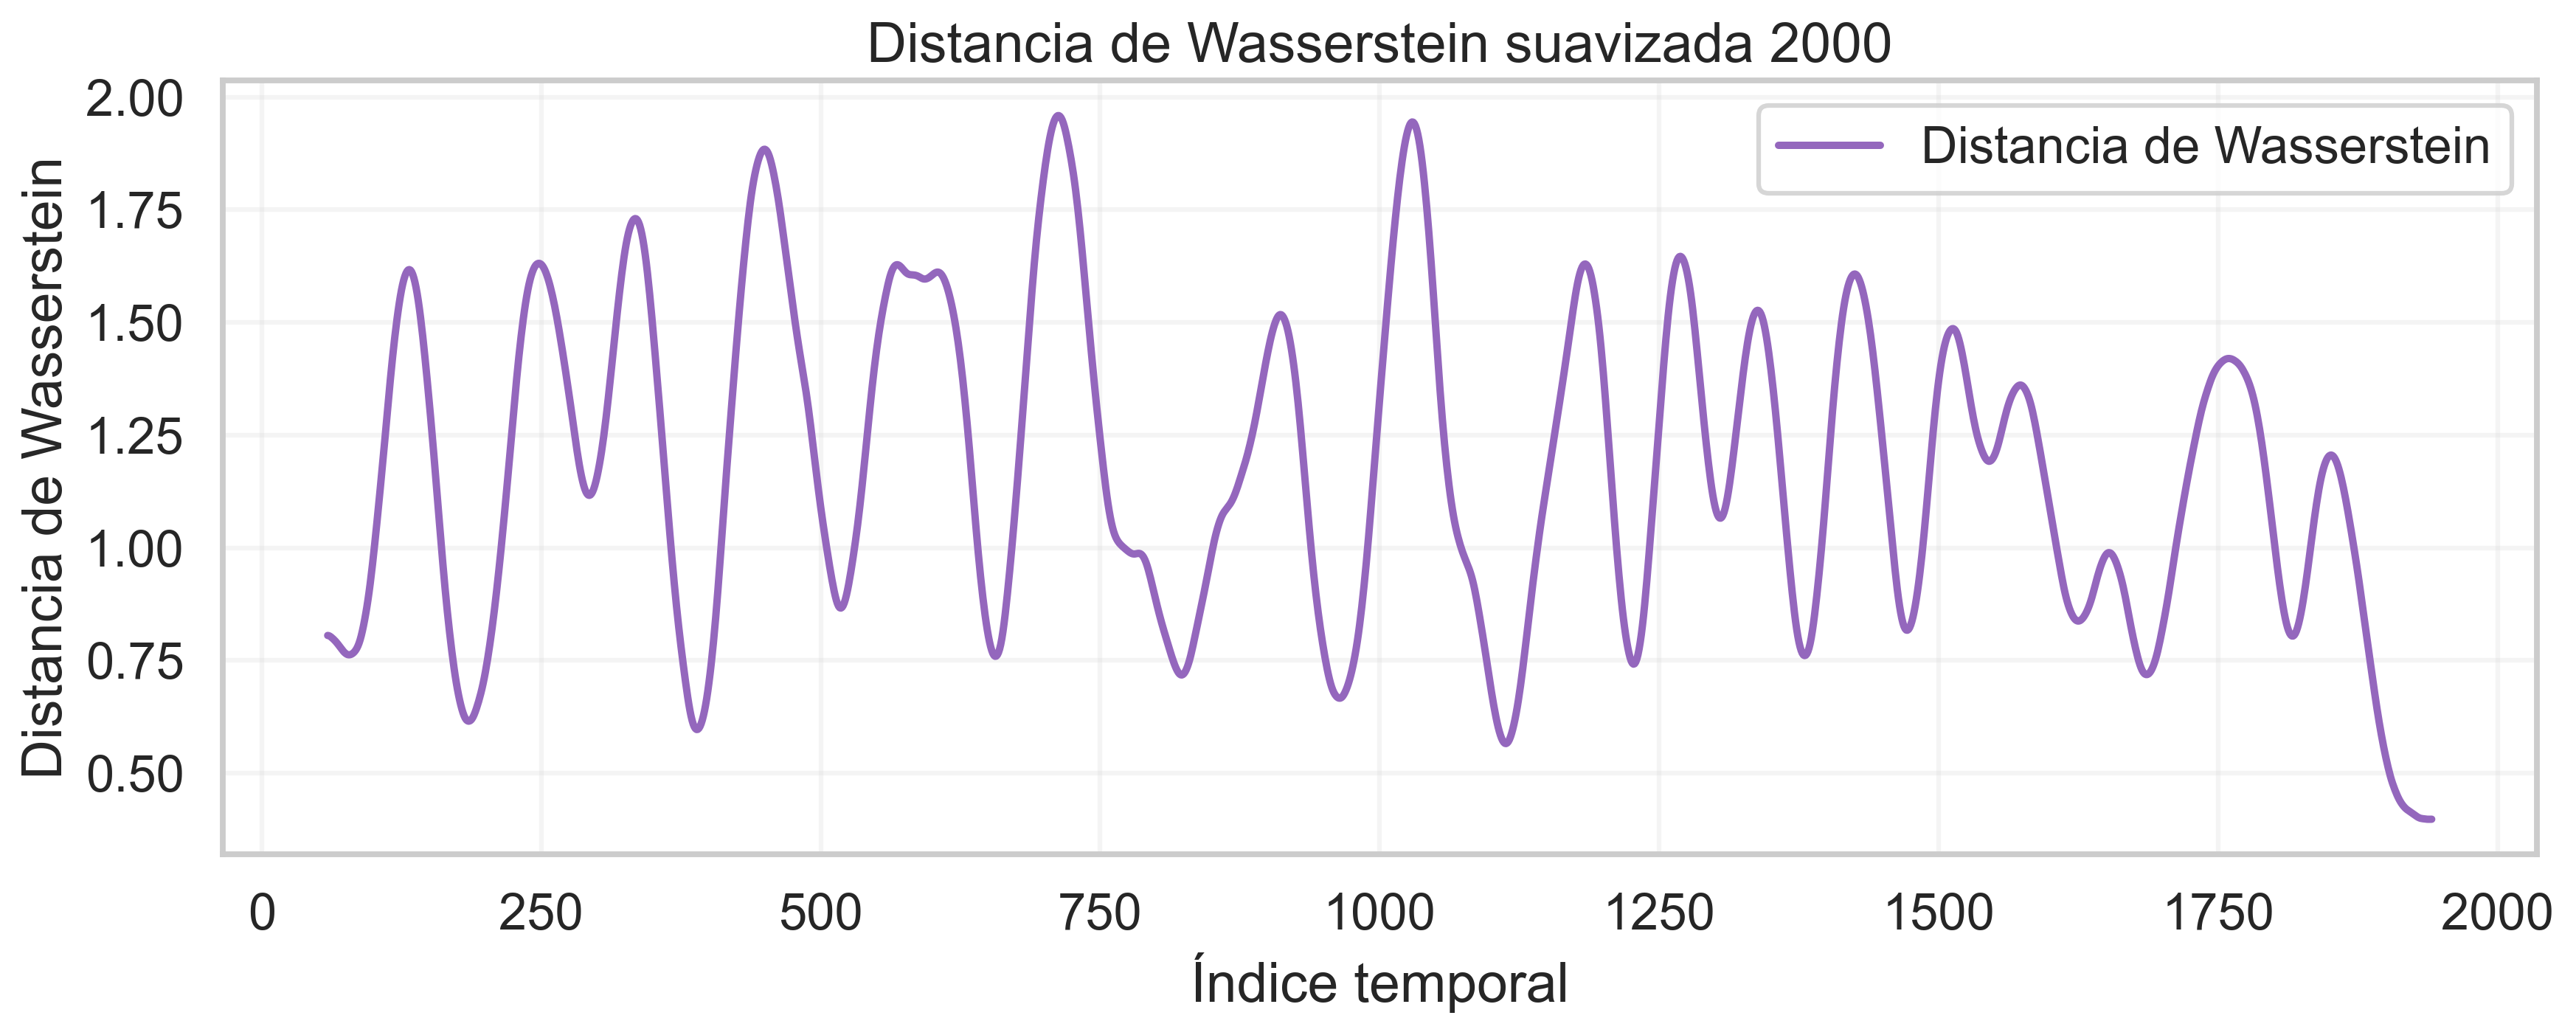 Distancia de Wasserstein suavizada 2000
Distancia de Wasserstein
Distancia de Wasserstein
2.00
1.75
1.50
1.25
1.00
0.75
0.50
0 250 500 750 1000 1250 1500 1750 2000
Índice temporal